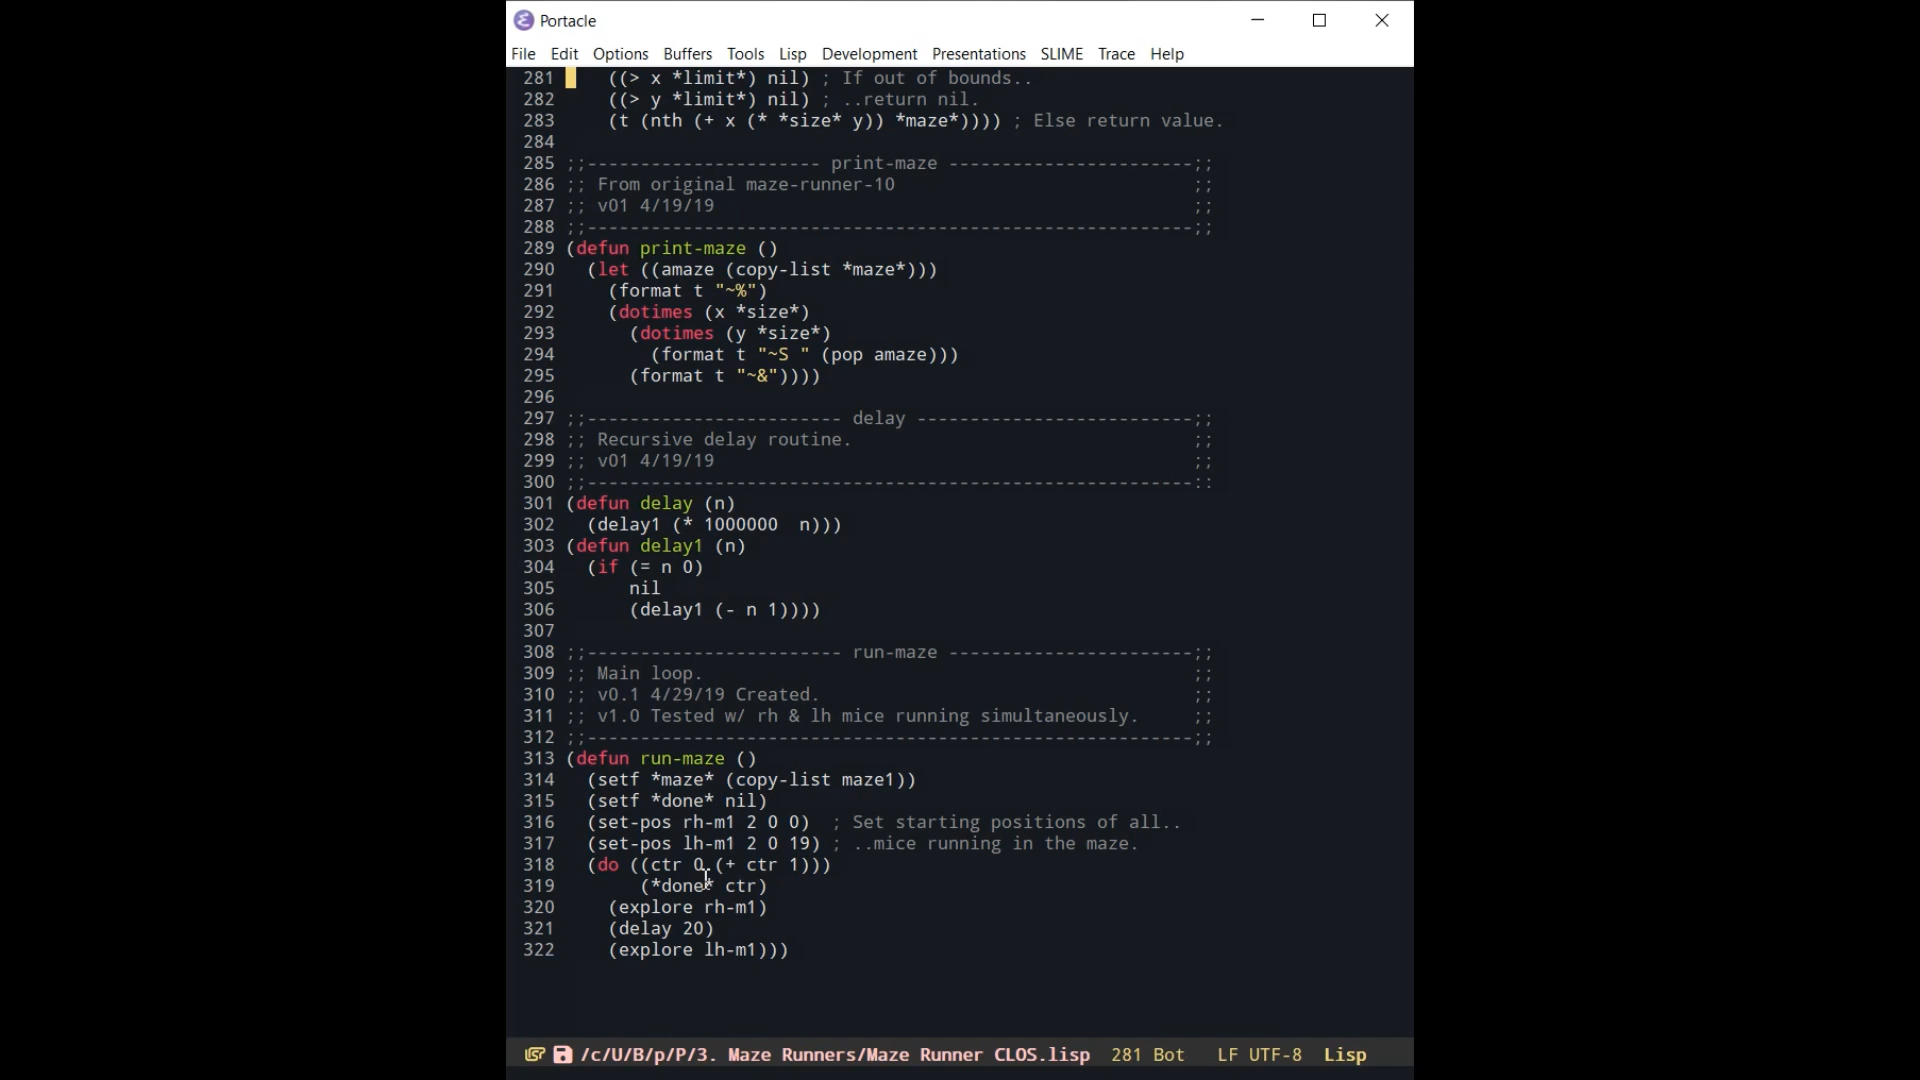 Portacle
File Edit Options Buffers Tools Lisp Development Presentations SLIME Trace Help
281     ((> x *limit*) nil) ; If out of bounds..
282     ((> y *limit*) nil) ; ..return nil.
283     (t (nth (+ x (* *size* y)) *maze*)))) ; Else return value.
284
285 ;;---------------------- print-maze -----------------------;;
286 ;; From original maze-runner-10                            ;;
287 ;; v01 4/19/19                                             ;;
288 ;;---------------------------------------------------------;;
289 (defun print-maze ()
290   (let ((amaze (copy-list *maze*)))
291     (format t "~%")
292     (dotimes (x *size*)
293       (dotimes (y *size*)
294         (format t "~S " (pop amaze)))
295       (format t "~&"))))
296
297 ;;------------------------ delay --------------------------;;
298 ;; Recursive delay routine.                                ;;
299 ;; v01 4/19/19                                             ;;
300 ;;---------------------------------------------------------::
301 (defun delay (n)
302   (delay1 (* 1000000  n)))
303 (defun delay1 (n)
304   (if (= n 0)
305       nil
306       (delay1 (- n 1))))
307
308 ;;------------------------ run-maze -----------------------;;
309 ;; Main loop.                                              ;;
310 ;; v0.1 4/29/19 Created.                                   ;;
311 ;; v1.0 Tested w/ rh & lh mice running simultaneously.     ;;
312 ;;---------------------------------------------------------;;
313 (defun run-maze ()
314   (setf *maze* (copy-list maze1))
315   (setf *done* nil)
316   (set-pos rh-m1 2 0 0)  ; Set starting positions of all..
317   (set-pos lh-m1 2 0 19) ; ..mice running in the maze.
318   (do ((ctr 0 (+ ctr 1)))
319        (*done* ctr)
320     (explore rh-m1)
321     (delay 20)
322     (explore lh-m1)))
/c/U/B/p/P/3. Maze Runners/Maze Runner CLOS.lisp 281 Bot LF UTF-8 Lisp